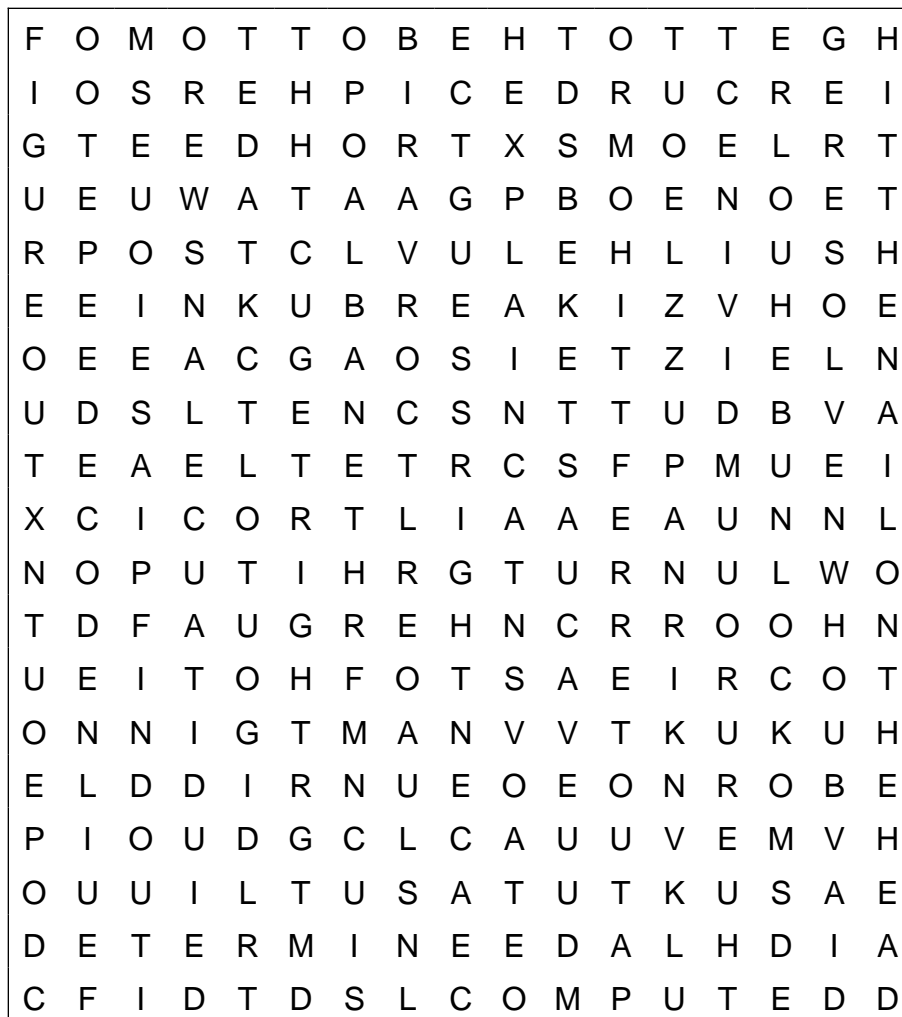 F O M O T T O B E H T O T T E G H
I O S R E H P I C E D R U C R E I
G T E E D H O R T X S M O E L R T
U E U W A T A A G P B O E N O E T
R P O S T C L V U L E H L I U S H
E E I N K U B R E A K I Z V H O E
O E E A C G A O S I E T Z I E L N
U D S L T E N C S N T T U D B V A
T E A E L T E T R C S F P M U E I
X C I C O R T L I A A E A U N N L
N O P U T I H R G T U R N U L W O
T D F A U G R E H N C R R O O H N
U E I T O H F O T S A E I R C O T
O N N I G T M A N V V T K U K U H
E L D D I R N U E O E O N R O B E
P I O U D G C L C A U U V E M V H
O U U I L T U S A T U T K U S A E
D E T E R M I N E E D A L H D I A
C F I D T D S L C O M P U T E D D